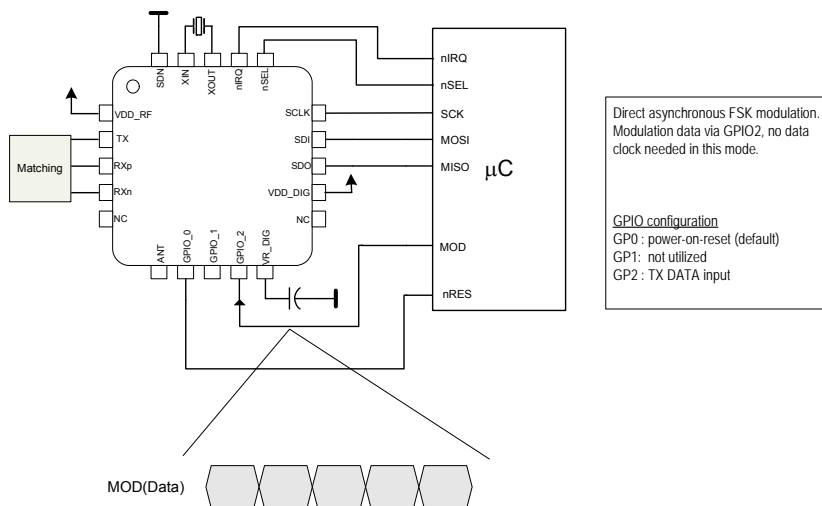 SDN
XIN
XOUT
nIRQ
nSEL
VDD_RF
TX
RXp
RXn
NC
Matching
SCLK
SDI
SDO
VDD_DIG
NC
ANT
GPIO_0
GPIO_1
GPIO_2
VR_DIG
nIRQ
nSEL
SCK
MOSI
MISO
μC
MOD
nRES
Direct asynchronous FSK modulation.
Modulation data via GPIO2, no data
clock needed in this mode.
GPIO configuration
GP0 : power-on-reset (default)
GP1: not utilized
GP2 : TX DATA input
MOD(Data)